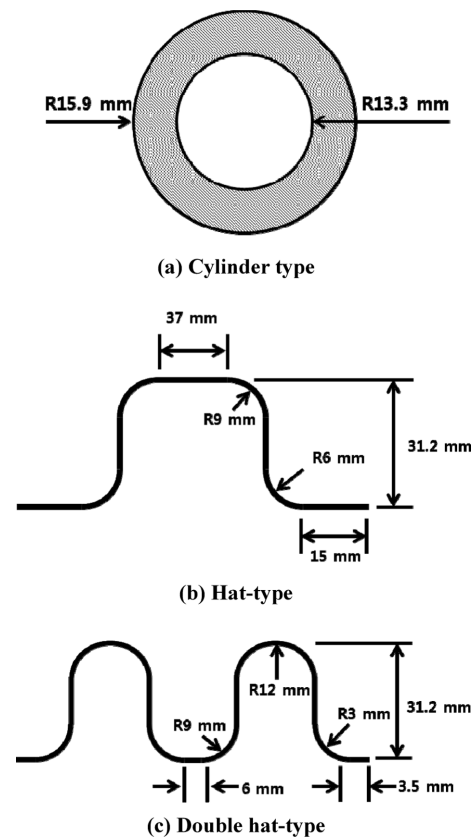 R15.9 mm
R13.3 mm
(a) Cylinder type
37 mm
R9 mm
31.2 mm
R6 mm
15 mm
(b) Hat-type
R12 mm
31.2 mm
R9 mm
R3 mm
6 mm
3.5 mm
(c) Double hat-type